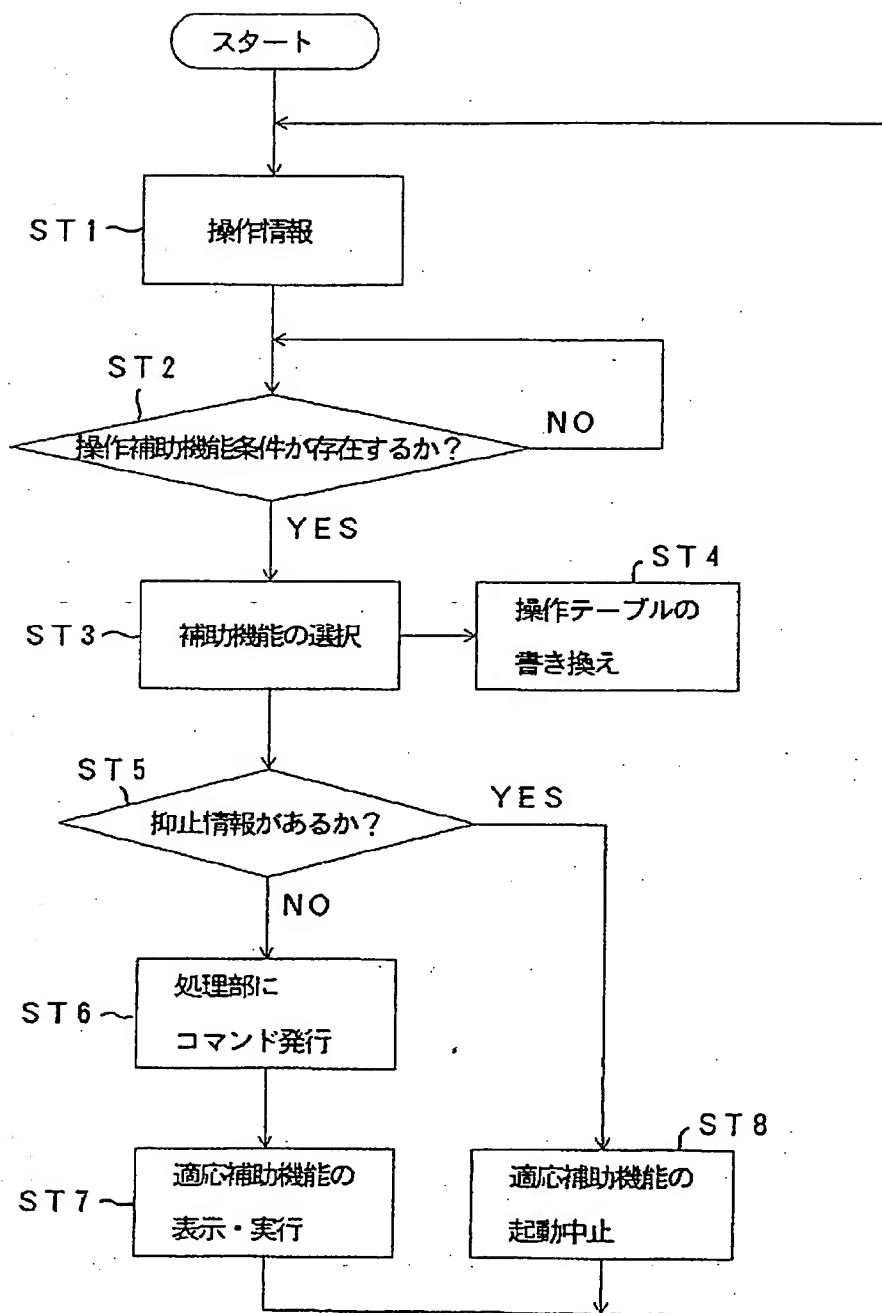 スタート
ST1
操作情報
ST2
操作補助機能条件が存在するか?
NO
YES
ST3
補助機能の選択
ST4
操作テーブルの
書き換え
ST5
抑止情報があるか?
YES
NO
ST6
処理部に
コマンド発行
ST7
適応補助機能の
表示・実行
ST8
適応補助機能の
起動中止